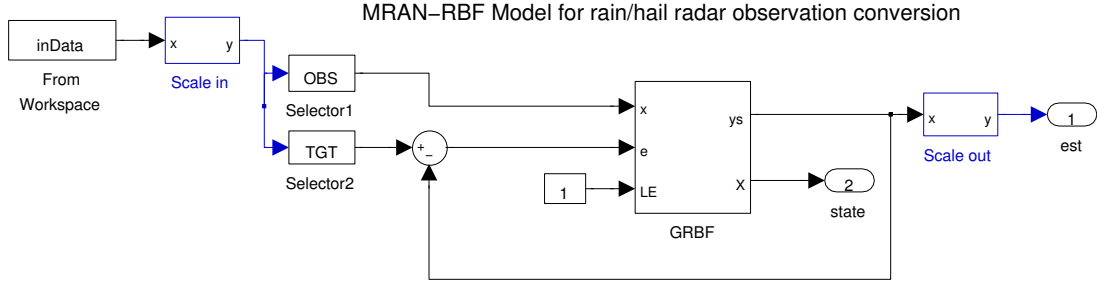 MRAN−RBF Model for rain/hail radar observation conversion
inData
From
Workspace
x
y
Scale in
OBS
Selector1
TGT
Selector2
+
−
1
x
e
LE
ys
X
GRBF
2
state
x
y
Scale out
1
est